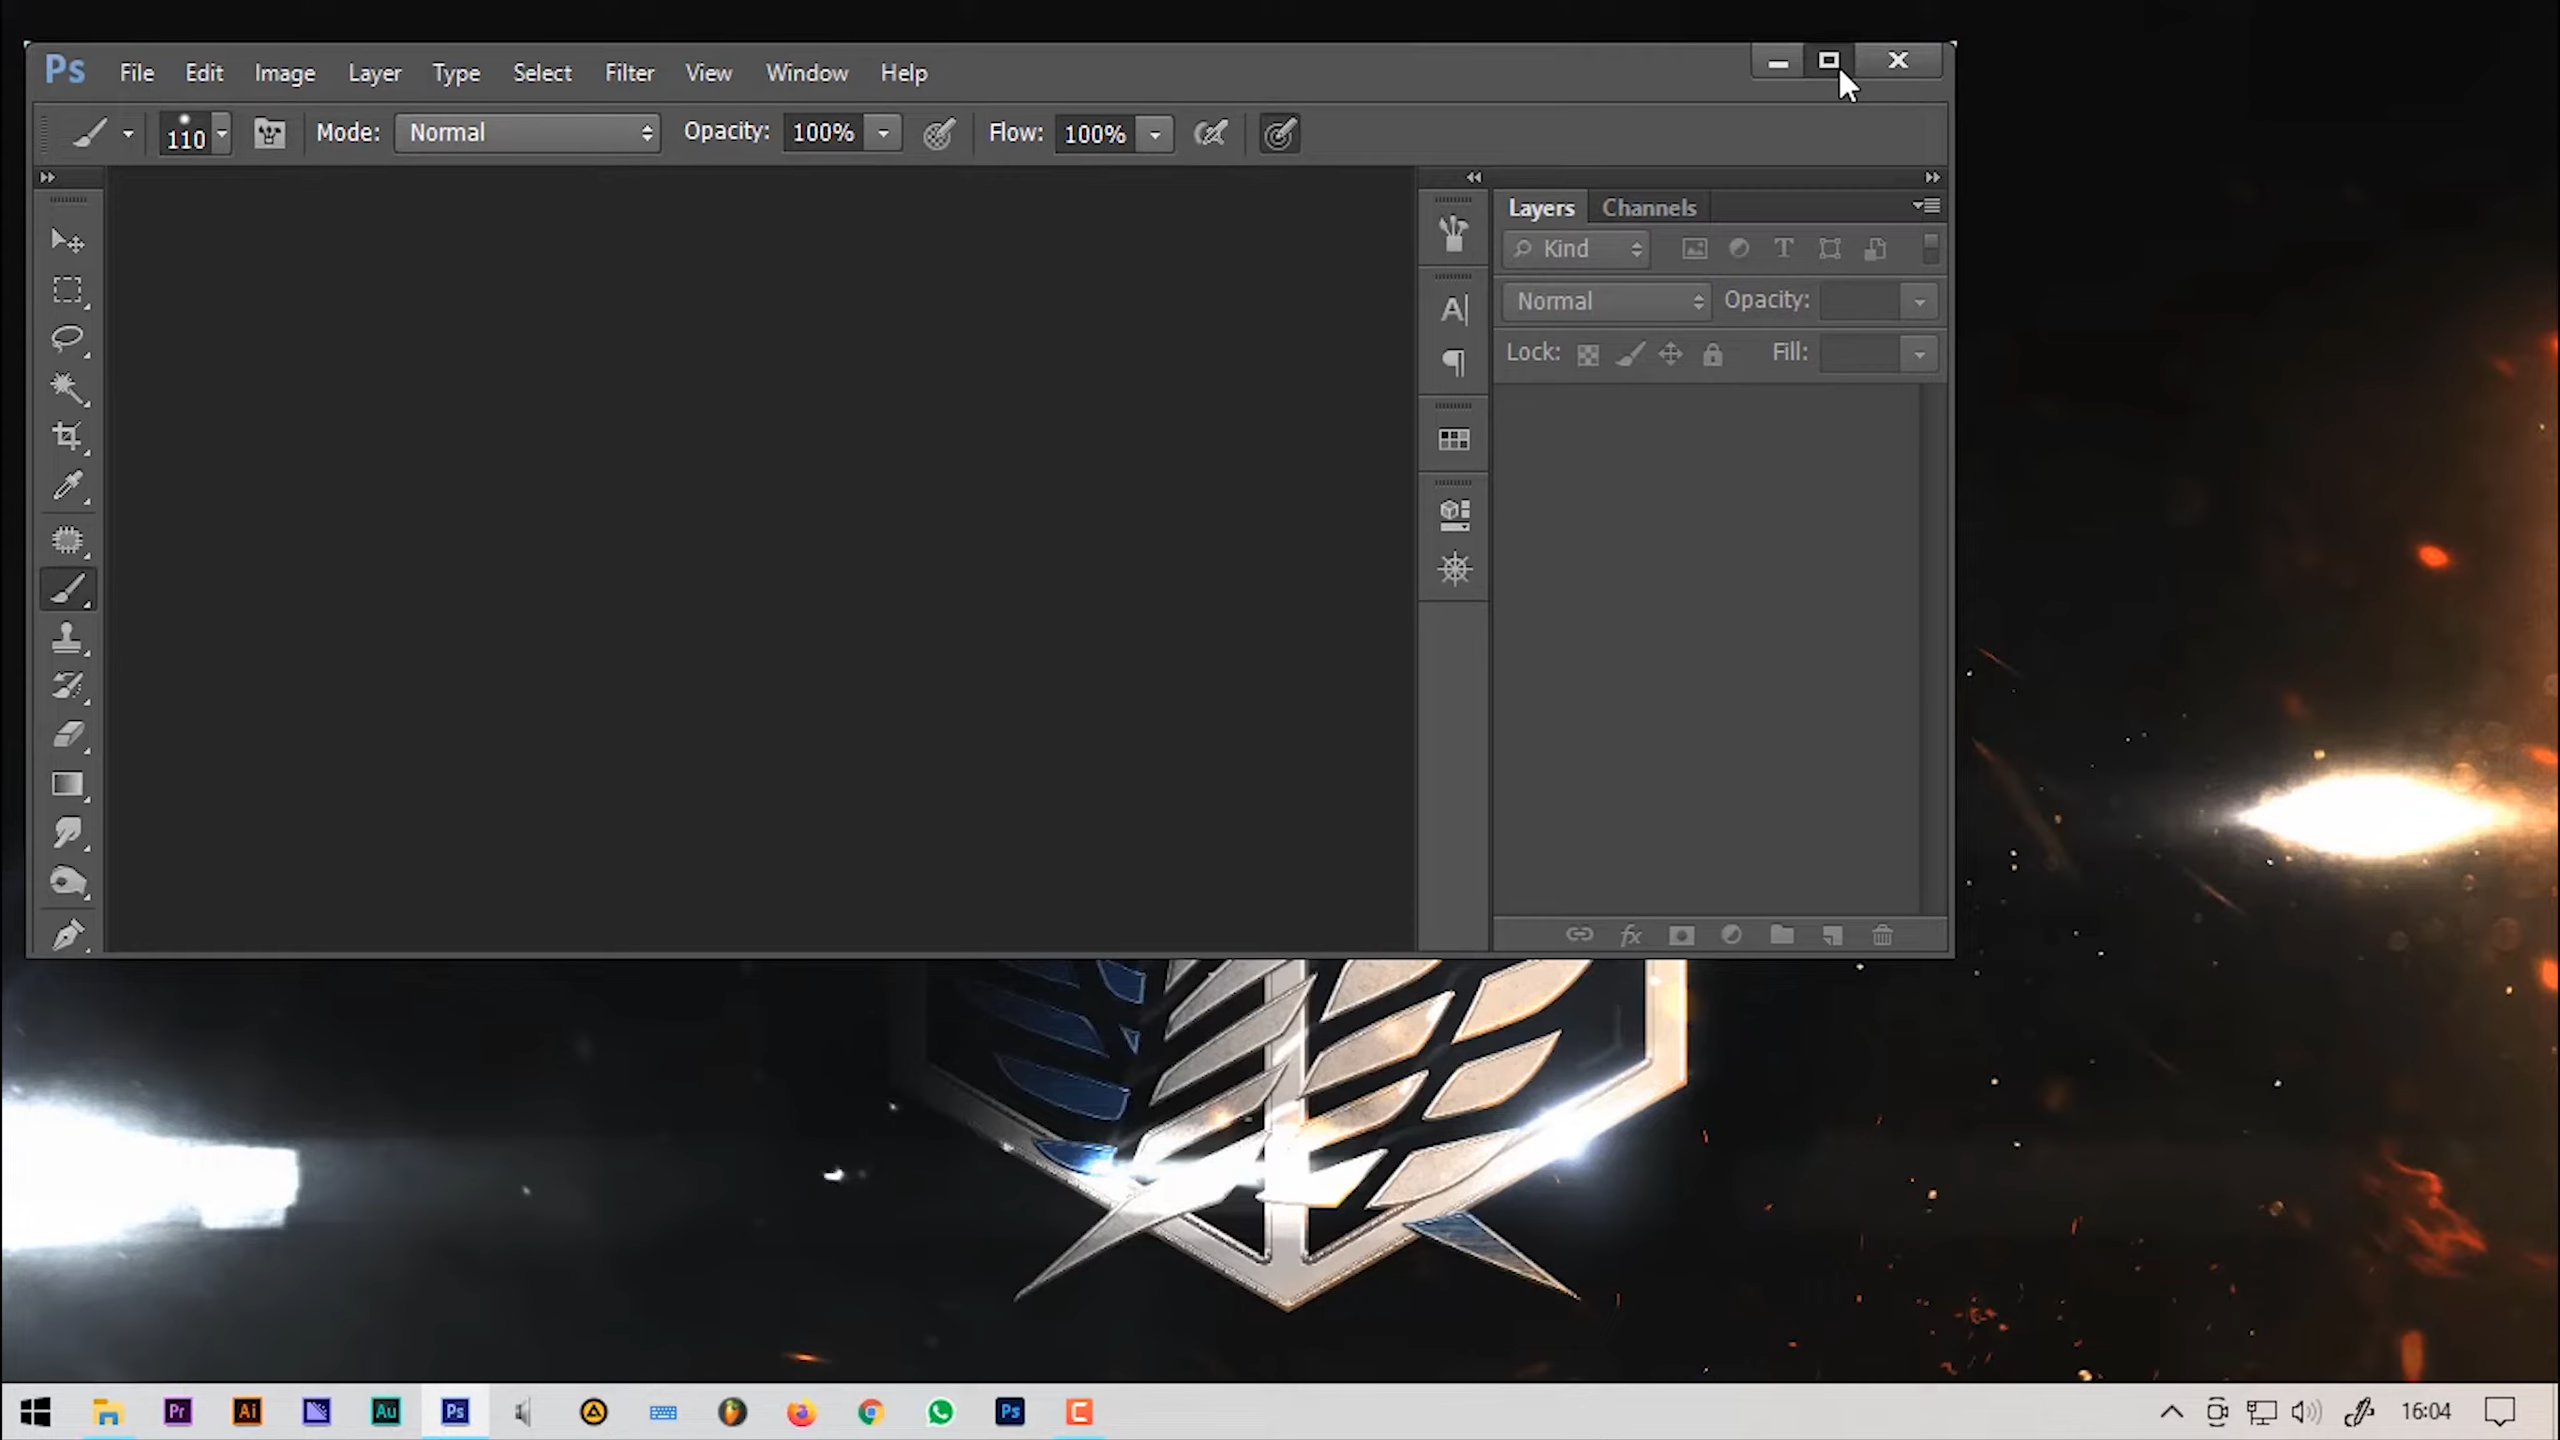 Ps File Edit Image Layer Type Select Filter View Window Help
110 Mode: Normal Opacity: 100% Flow: 100%
Layers Channels
Kind T
Normal Opacity:
A|
Lock: Fill:
fx
Pr Ai Au Ps Ps C 16:04